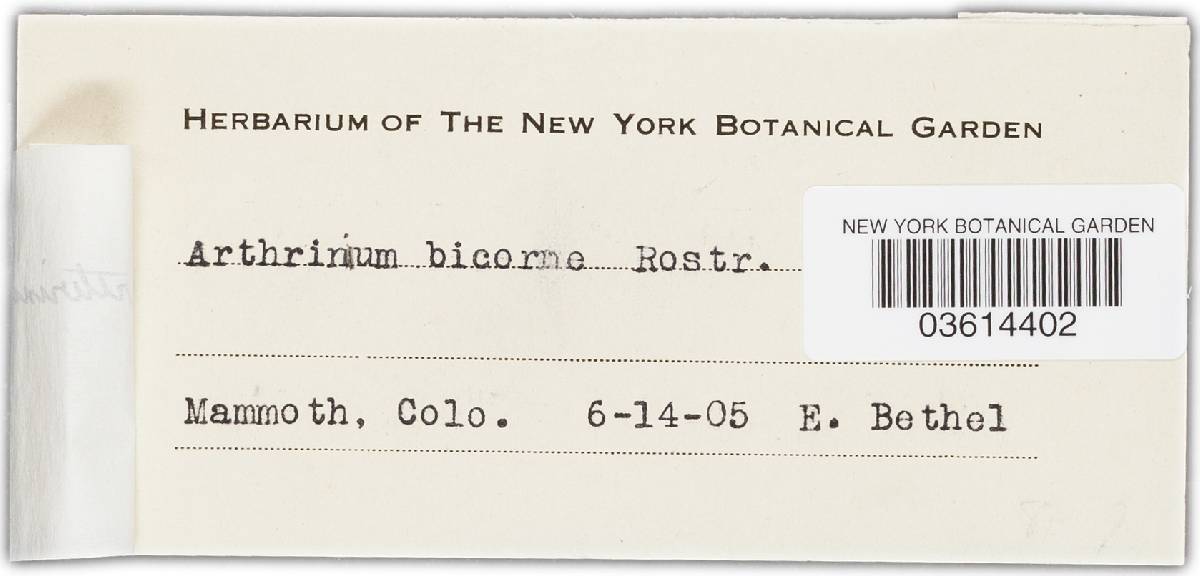 HERBARIUM OF THE NEW YORK BOTANICAL GARDEN
NEW YORK BOTANICAL GARDEN
03614402
Arthrinium bicorne Rostr.
Mammoth, Colo. 6-14-05 E. Bethel